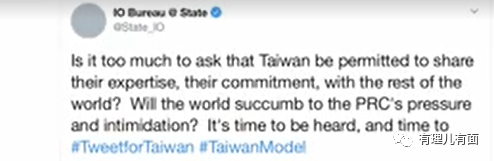 IO Bureau @ State
@State_IO
Is it too much to ask that Taiwan be permitted to share
their expertise, their commitment, with the rest of the
world? Will the world succumb to the PRC's pressure
and intimidation? It's time to be heard, and time to
#TweetforTaiwan #TaiwanModel
有理儿有面